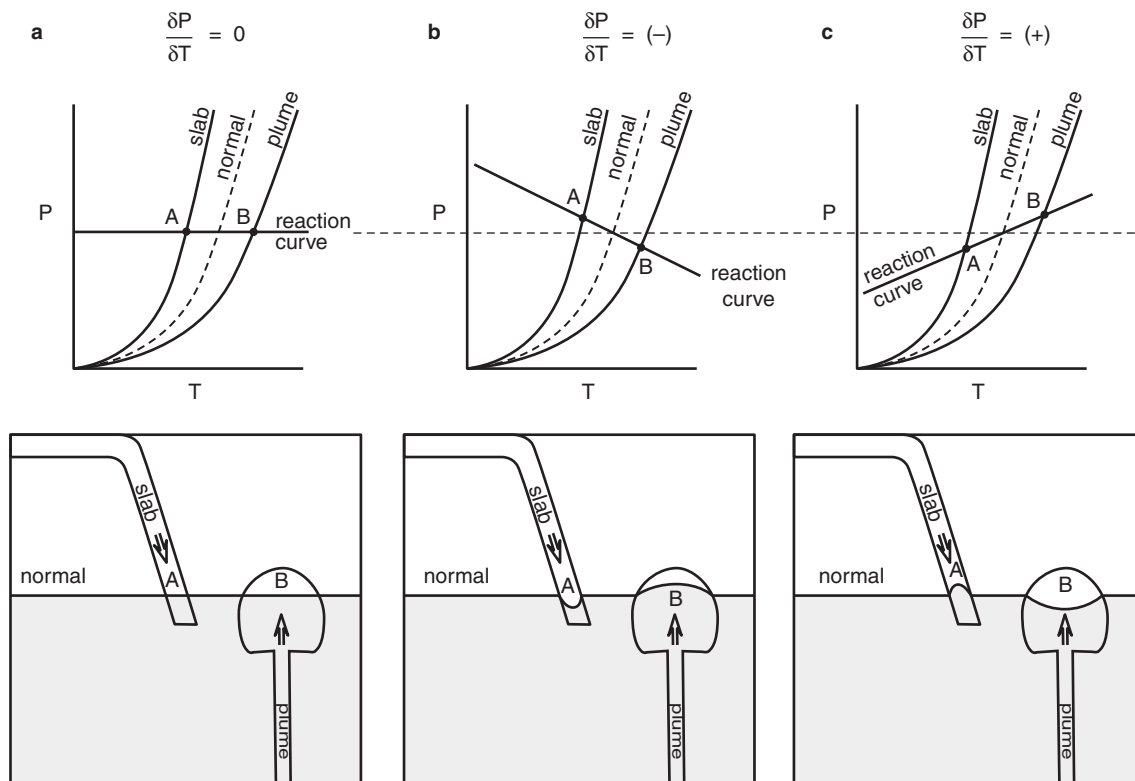 a
δP
δT
= 0
b
δP
δT
= (–)
c
δP
δT
= (+)
slab
normal
plume
P
A
B
reaction
curve
T
slab
normal
plume
P
A
B
reaction
curve
T
slab
normal
plume
P
B
A
reaction
curve
T
slab
normal
A
B
plume
slab
normal
A
B
plume
slab
normal
A
B
plume